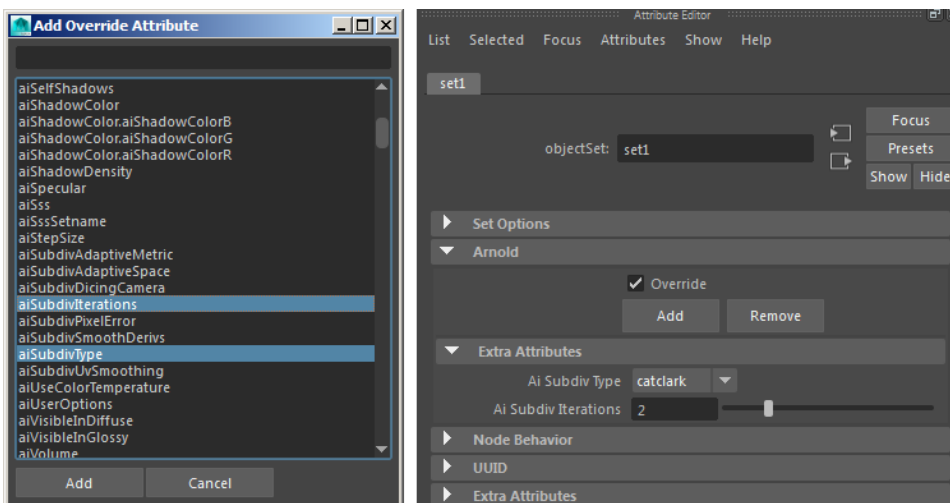 Add Override Attribute
aiSelfShadows
aiShadowColor
aiShadowColor.aiShadowColorB
aiShadowColor.aiShadowColorG
aiShadowColor.aiShadowColorR
aiShadowDensity
aiSpecular
aiSss
aiSssSetname
aiStepSize
aiSubdivAdaptiveMetric
aiSubdivAdaptiveSpace
aiSubdivDicingCamera
aiSubdivIterations
aiSubdivPixelError
aiSubdivSmoothDerivs
aiSubdivType
aiSubdivUvSmoothing
aiUseColorTemperature
aiUserOptions
aiVisibleInDiffuse
aiVisibleInGlossy
aiVolume
Add Cancel
Attribute Editor
List Selected Focus Attributes Show Help
set1
Focus
objectSet: set1
Presets
Show Hide
Set Options
Arnold
Override
Add Remove
Extra Attributes
Ai Subdiv Type catclark
Ai Subdiv Iterations 2
Node Behavior
UUID
Extra Attributes